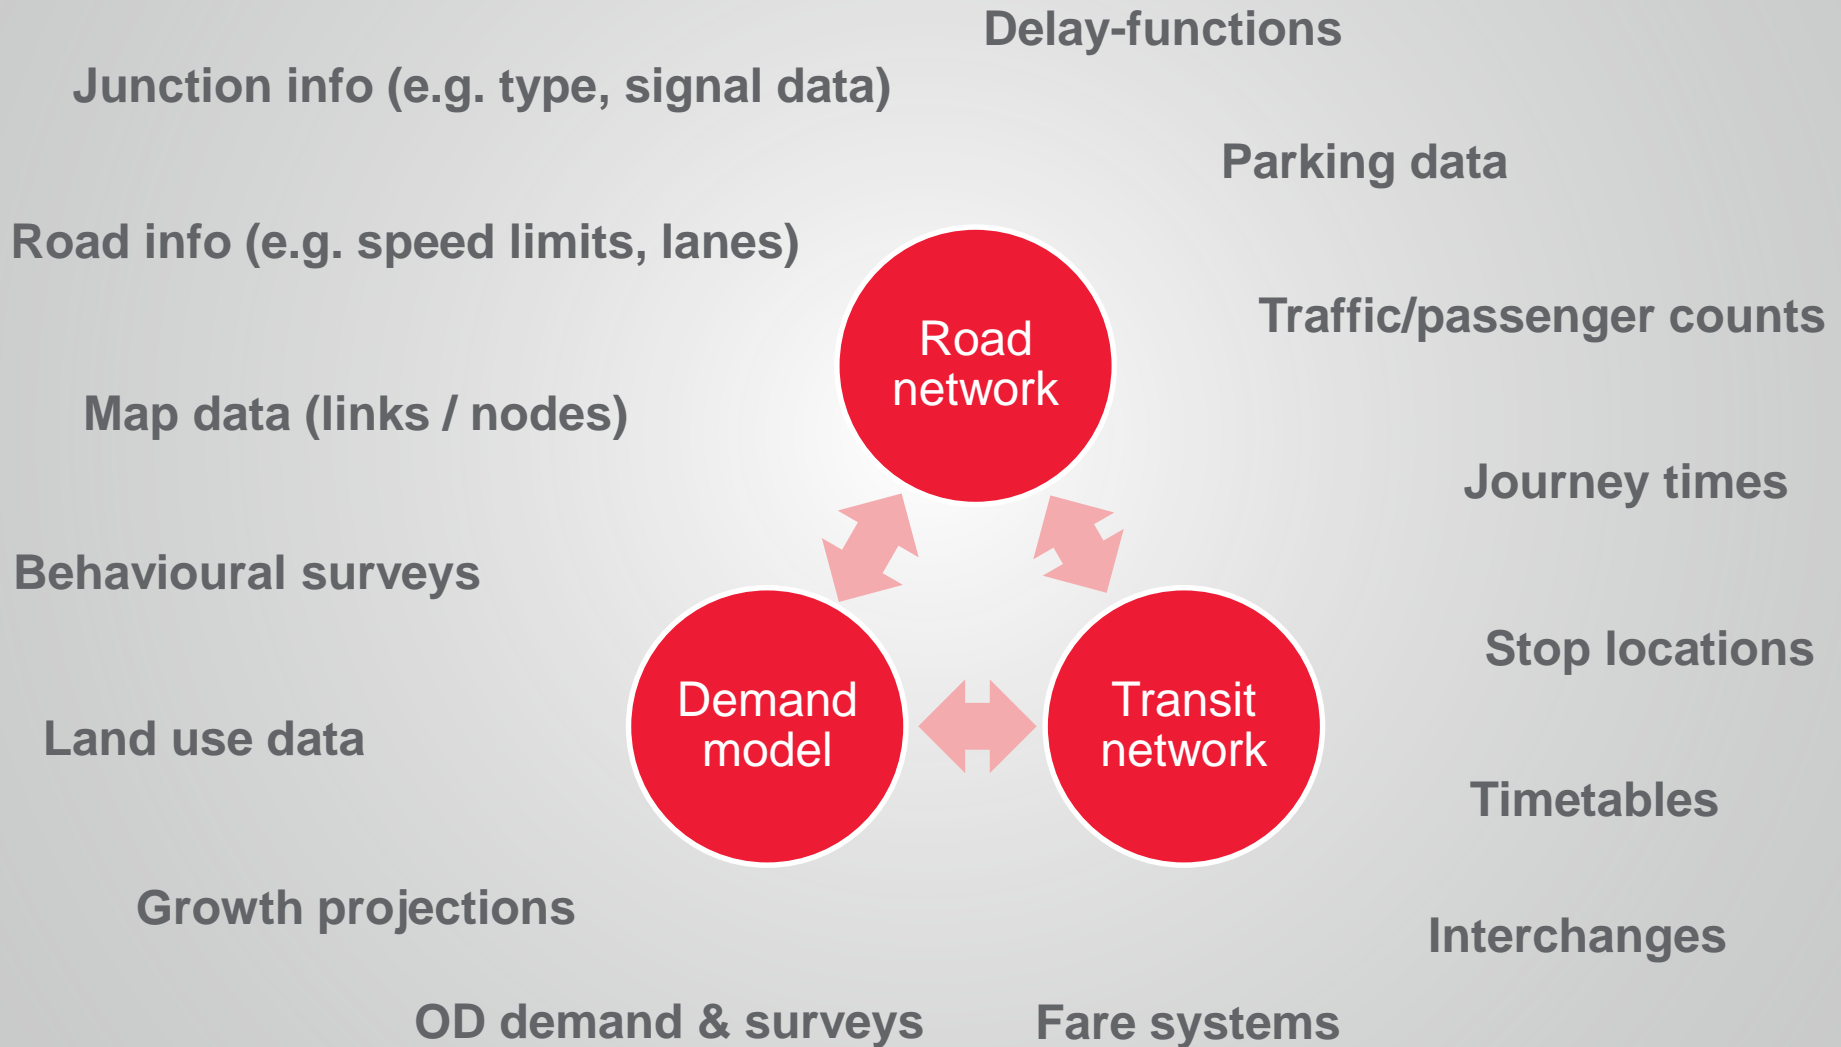 Delay-functions
Junction info (e.g. type, signal data)
Parking data
Road info (e.g. speed limits, lanes)
Traffic/passenger counts
Road
network
Map data (links / nodes)
Journey times
Behavioural surveys
Stop locations
Demand
model
Transit
network
Land use data
Timetables
Growth projections
Interchanges
OD demand & surveys
Fare systems